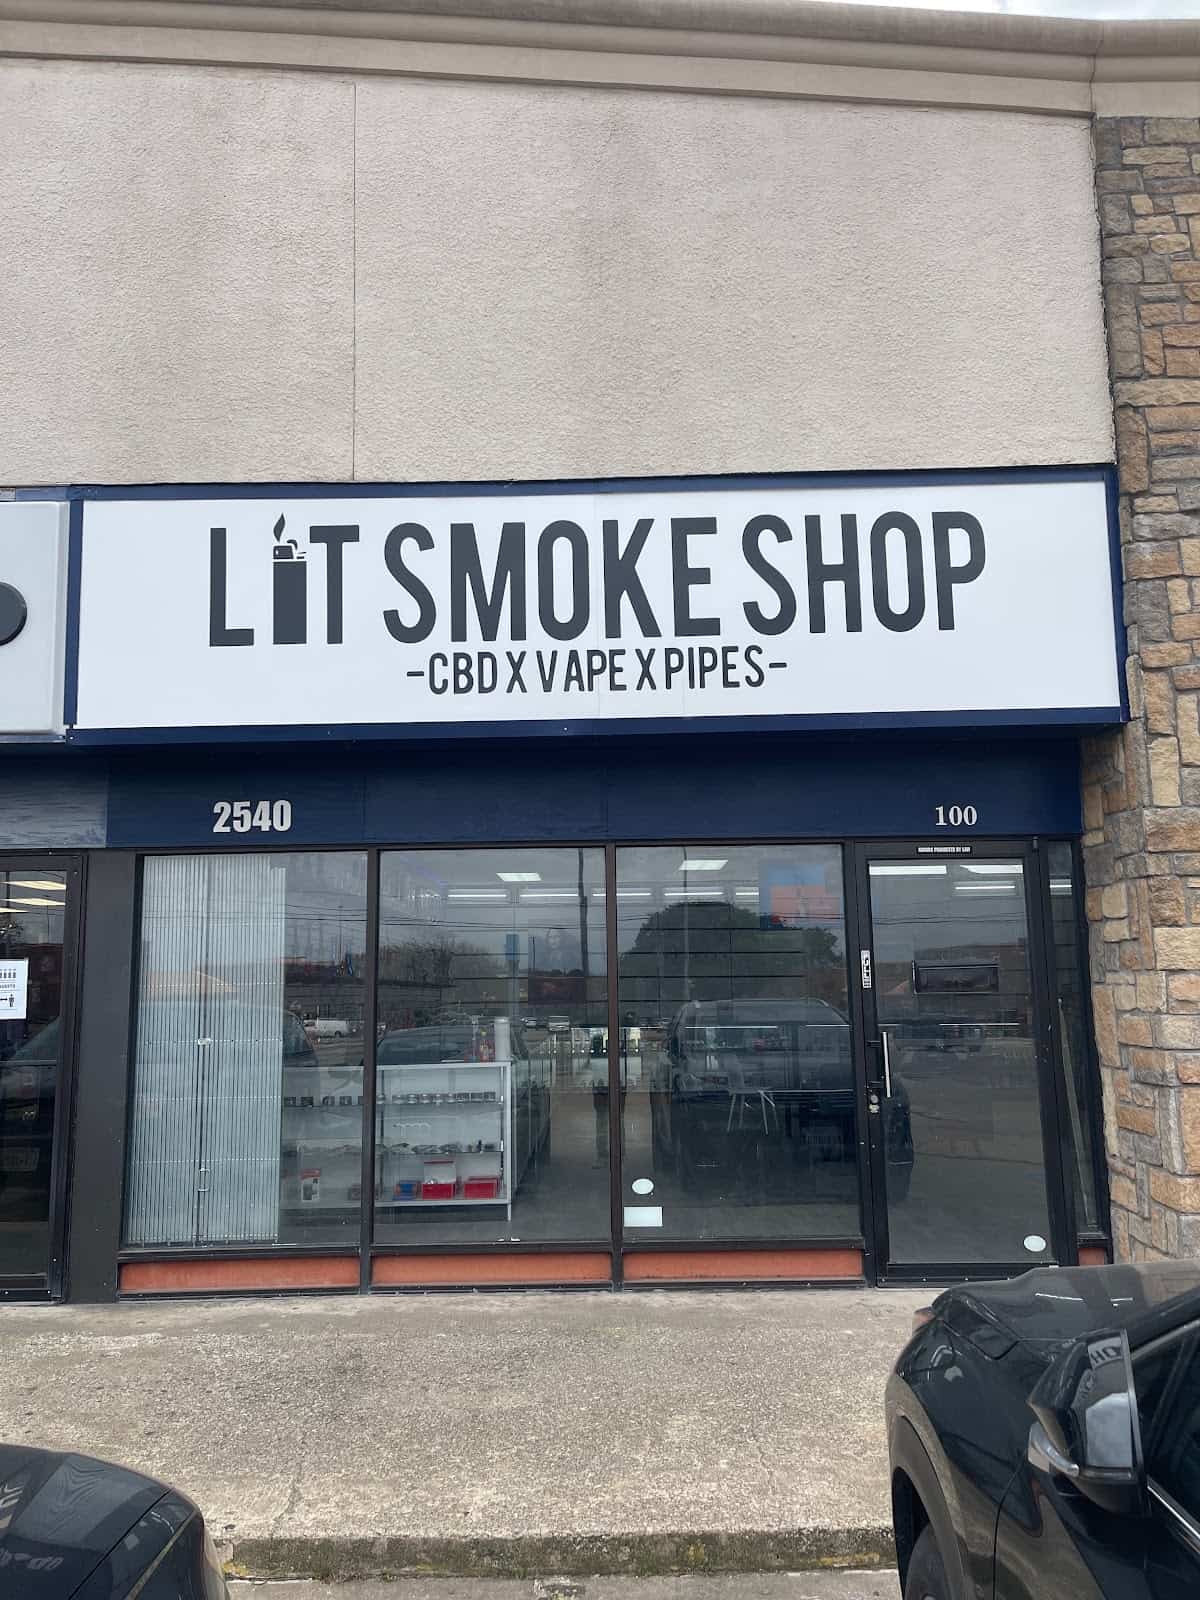 LIT SMOKE SHOP
-CBD X VAPE X PIPES-
2540
100